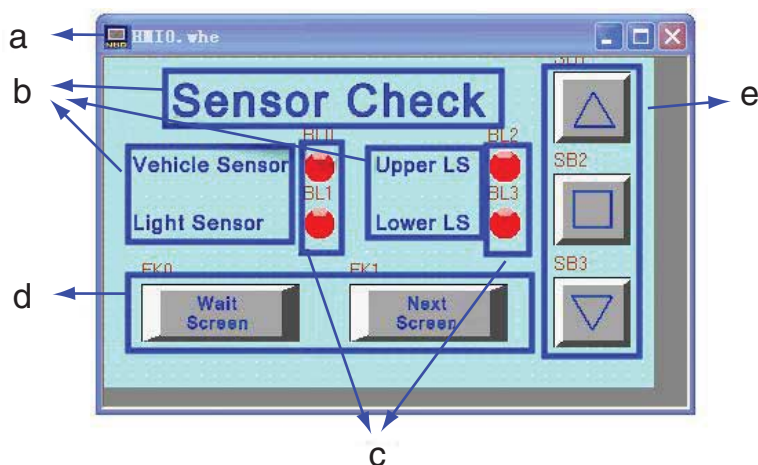 a
HMI0.whe
b
Sensor Check
e
BL0 BL2
Vehicle Sensor Upper LS
SB2
BL1 BL3
Light Sensor Lower LS
SB3
FK0 FK1
d
Wait Screen
Next Screen
c